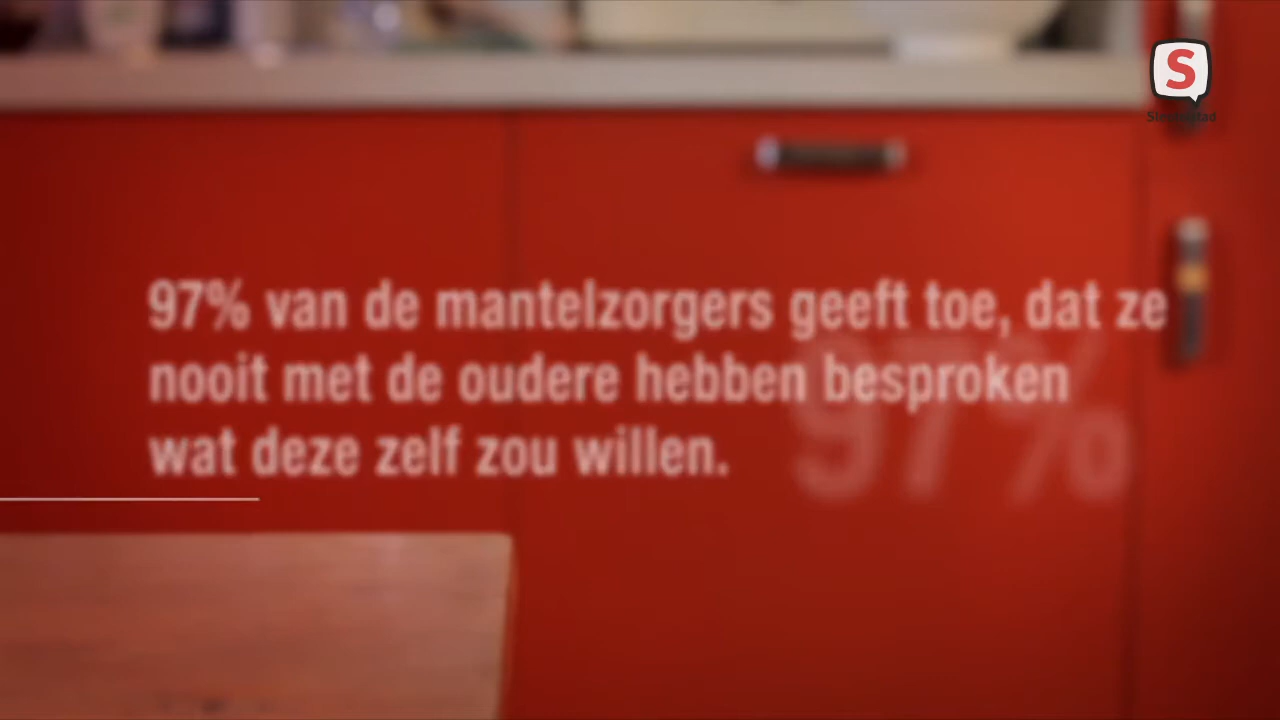 S
97% van de mantelzorgers geeft toe, dat ze
nooit met de oudere hebben besproken
wat deze zelf zou willen.
97%